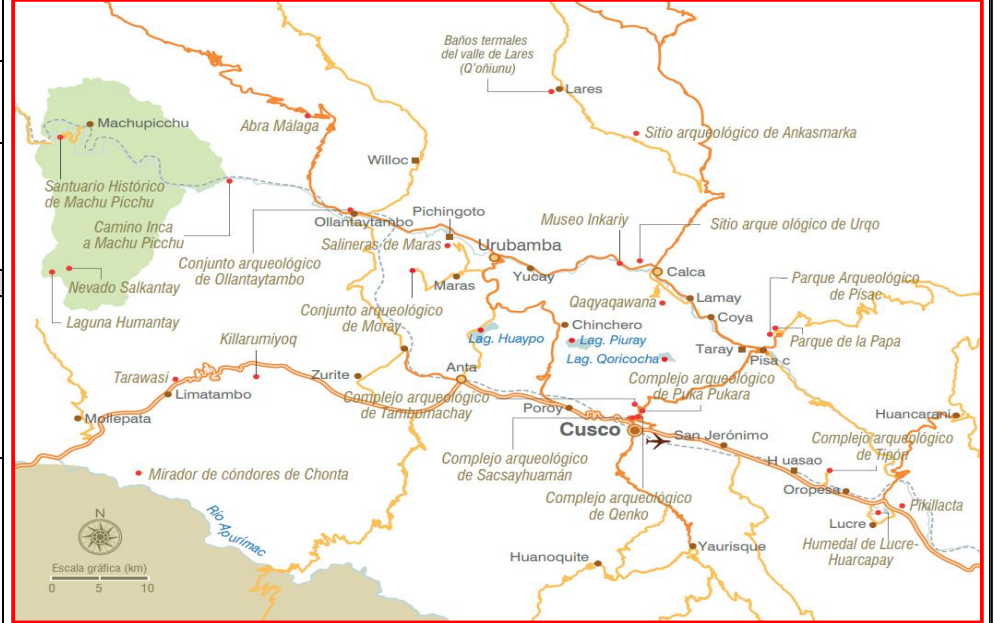 Baños termales
del valle de Lares
(Q'oñiunu)
Lares
Machupicchu
Abra Málaga
Sitio arqueológico de Ankasmarka
Willoc
Santuario Histórico
de Machu Picchu
Camino Inca
a Machu Picchu
Ollantaytambo
Pichingoto
Museo Inkariy
Sitio arque ológico de Urqo
Salineras de Maras
Urubamba
Conjunto arqueológico
de Ollantaytambo
Yucay
Calca
Nevado Salkantay
Maras
Parque Arqueológico
de Písac
Lamay
Qaqyaqawana
Laguna Humantay
Conjunto arqueológico
de Moray
Coya
Chinchero
Lag. Huaypo
Lag. Piuray
Killarumiyoq
Parque de la Papa
Taray
Pisa c
Lag. Qoricocha
Tarawasi
Zurite
Anta
Complejo arqueológico
de Puka Pukara
Limatambo
Complejo arqueológico
de Tambomachay
Poroy
Mollepata
Huancarani
Cusco
San Jerónimo
Complejo arqueológico
de Tipón
Complejo arqueológico
de Sacsayhuamán
H uasao
Mirador de cóndores de Chonta
Oropesa
Complejo arqueológico
de Qenko
Pikillacta
Río Apurímac
Lucre
N
Humedal de Lucre-
Huarcapay
Yaurisque
Huanoquite
Escala gráfica (km)
0 5 10